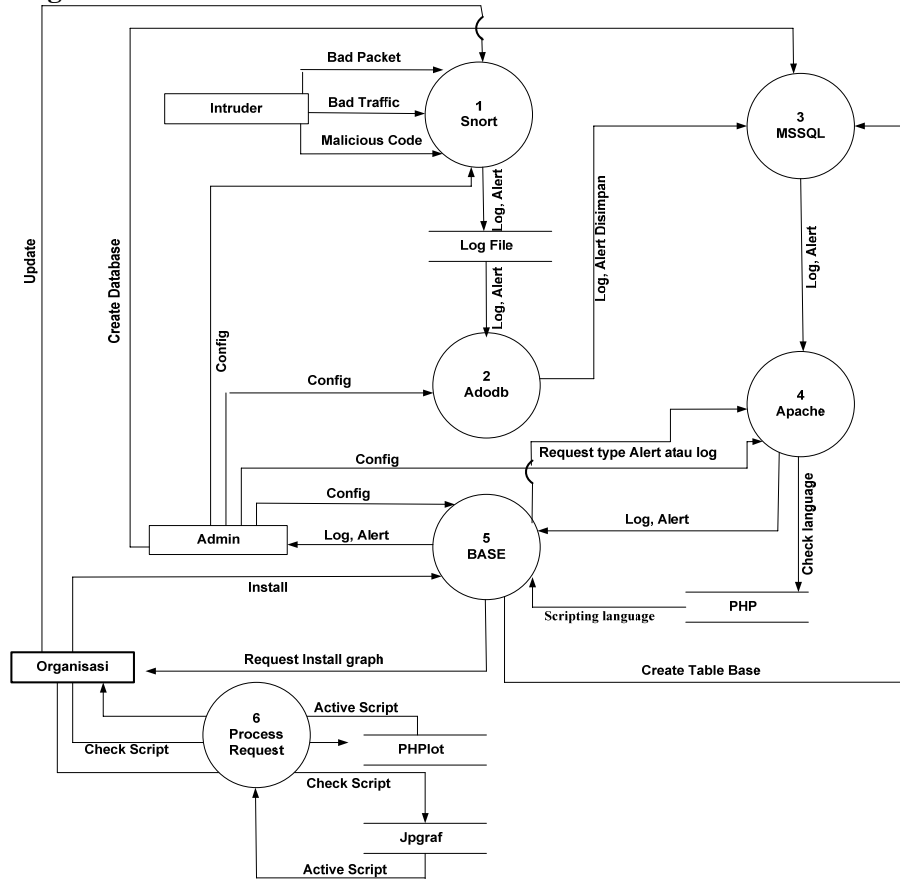 Bad Packet
Intruder
Bad Traffic
Malicious Code
1
Snort
3
MSSQL
Log, Alert
Log File
Log, Alert
Log, Alert Disimpan
Log, Alert
Update
Create Database
Config
Config
2
Adodb
4
Apache
Request type Alert atau log
Config
Config
Admin
Log, Alert
5
BASE
Log, Alert
Check language
Install
Scripting language
PHP
Organisasi
Request Install graph
Create Table Base
6
Process
Request
Active Script
Check Script
PHPlot
Check Script
Jpgraf
Active Script